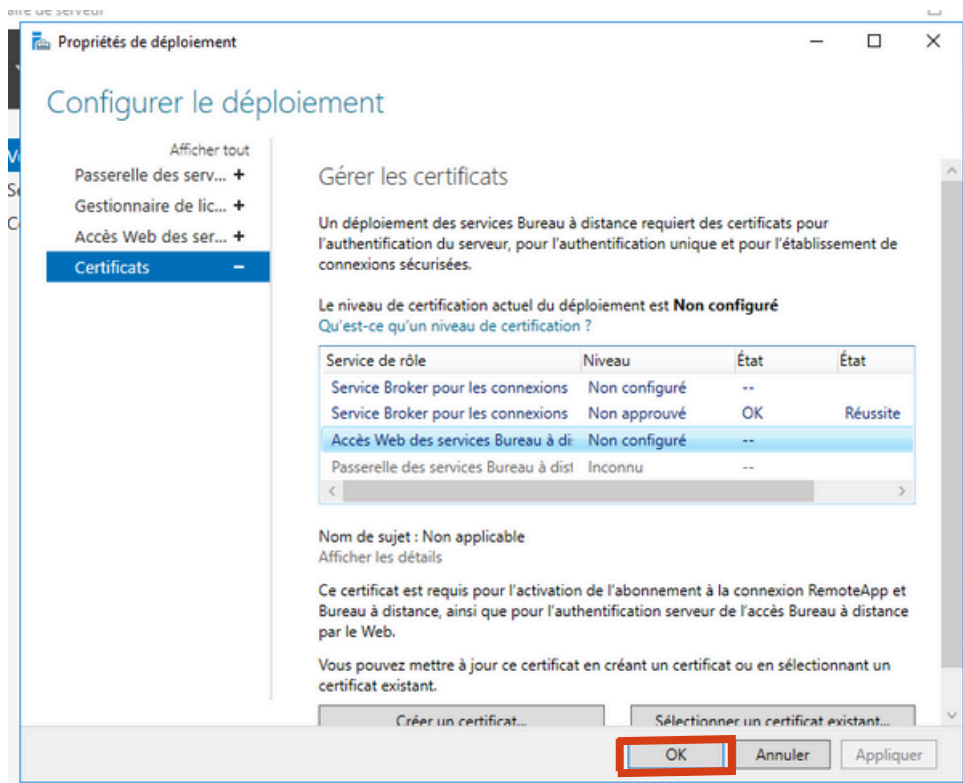 aire de serveur
Propriétés de déploiement
Configurer le déploiement
Afficher tout
Passerelle des serv... +
Gestionnaire de lic... +
Accès Web des ser... +
Certificats –
Gérer les certificats
Un déploiement des services Bureau à distance requiert des certificats pour
l'authentification du serveur, pour l'authentification unique et pour l'établissement de
connexions sécurisées.
Le niveau de certification actuel du déploiement est Non configuré
Qu'est-ce qu'un niveau de certification ?
Service de rôle Niveau État État
Service Broker pour les connexions Non configuré --
Service Broker pour les connexions Non approuvé OK Réussite
Accès Web des services Bureau à di Non configuré --
Passerelle des services Bureau à dist Inconnu --
Nom de sujet : Non applicable
Afficher les détails
Ce certificat est requis pour l'activation de l'abonnement à la connexion RemoteApp et
Bureau à distance, ainsi que pour l'authentification serveur de l'accès Bureau à distance
par le Web.
Vous pouvez mettre à jour ce certificat en créant un certificat ou en sélectionnant un
certificat existant.
Créer un certificat... Sélectionner un certificat existant...
OK Annuler Appliquer